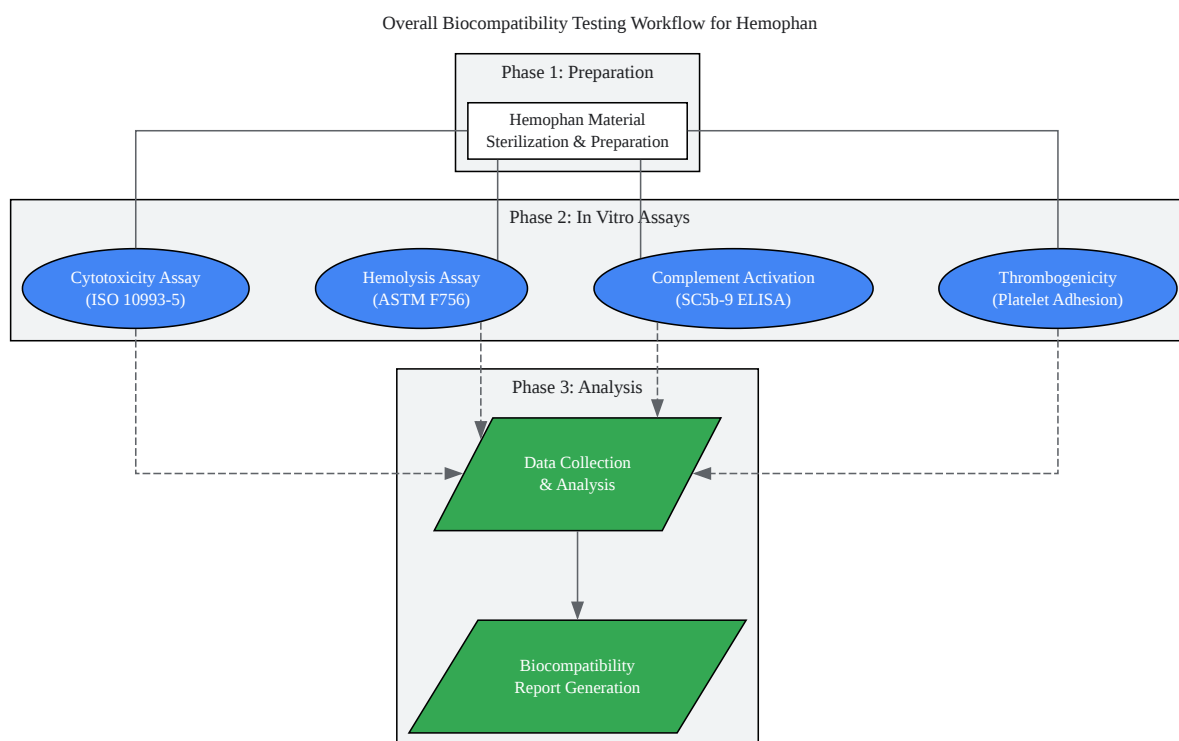 Overall Biocompatibility Testing Workflow for Hemophan
Phase 1: Preparation
Hemophan Material
Sterilization & Preparation
Phase 2: In Vitro Assays
Cytotoxicity Assay
(ISO 10993-5)
Hemolysis Assay
(ASTM F756)
Complement Activation
(SC5b-9 ELISA)
Thrombogenicity
(Platelet Adhesion)
Phase 3: Analysis
Data Collection
& Analysis
Biocompatibility
Report Generation